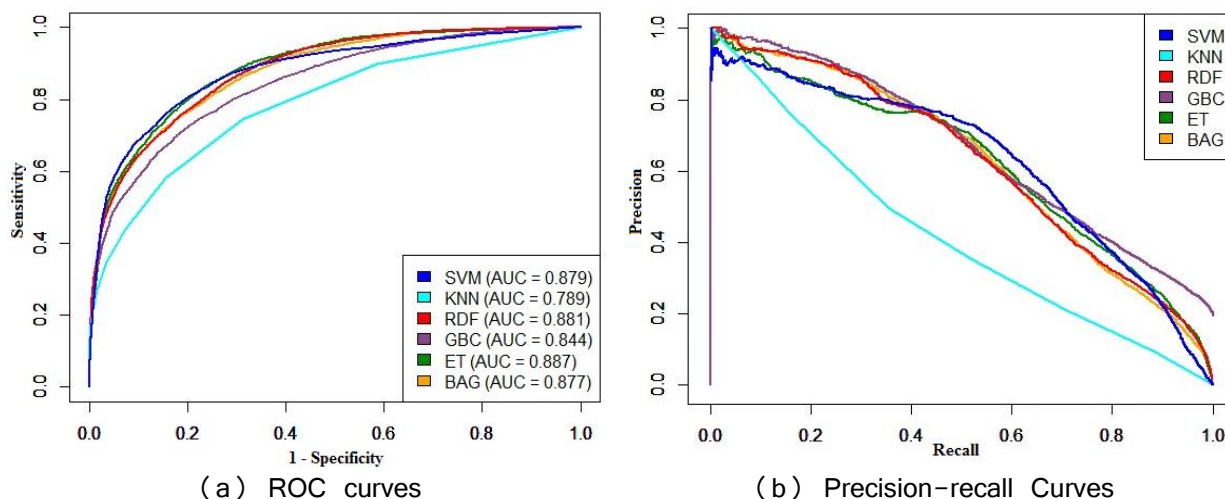 Sensitivity
0.0 0.2 0.4 0.6 0.8 1.0
SVM (AUC = 0.879)
KNN (AUC = 0.789)
RDF (AUC = 0.881)
GBC (AUC = 0.844)
ET (AUC = 0.887)
BAG (AUC = 0.877)
0.0 0.2 0.4 0.6 0.8 1.0
1 - Specificity
(a) ROC curves
Precision
0.0 0.2 0.4 0.6 0.8 1.0
SVM
KNN
RDF
GBC
ET
BAG
0.0 0.2 0.4 0.6 0.8 1.0
Recall
(b) Precision-recall Curves